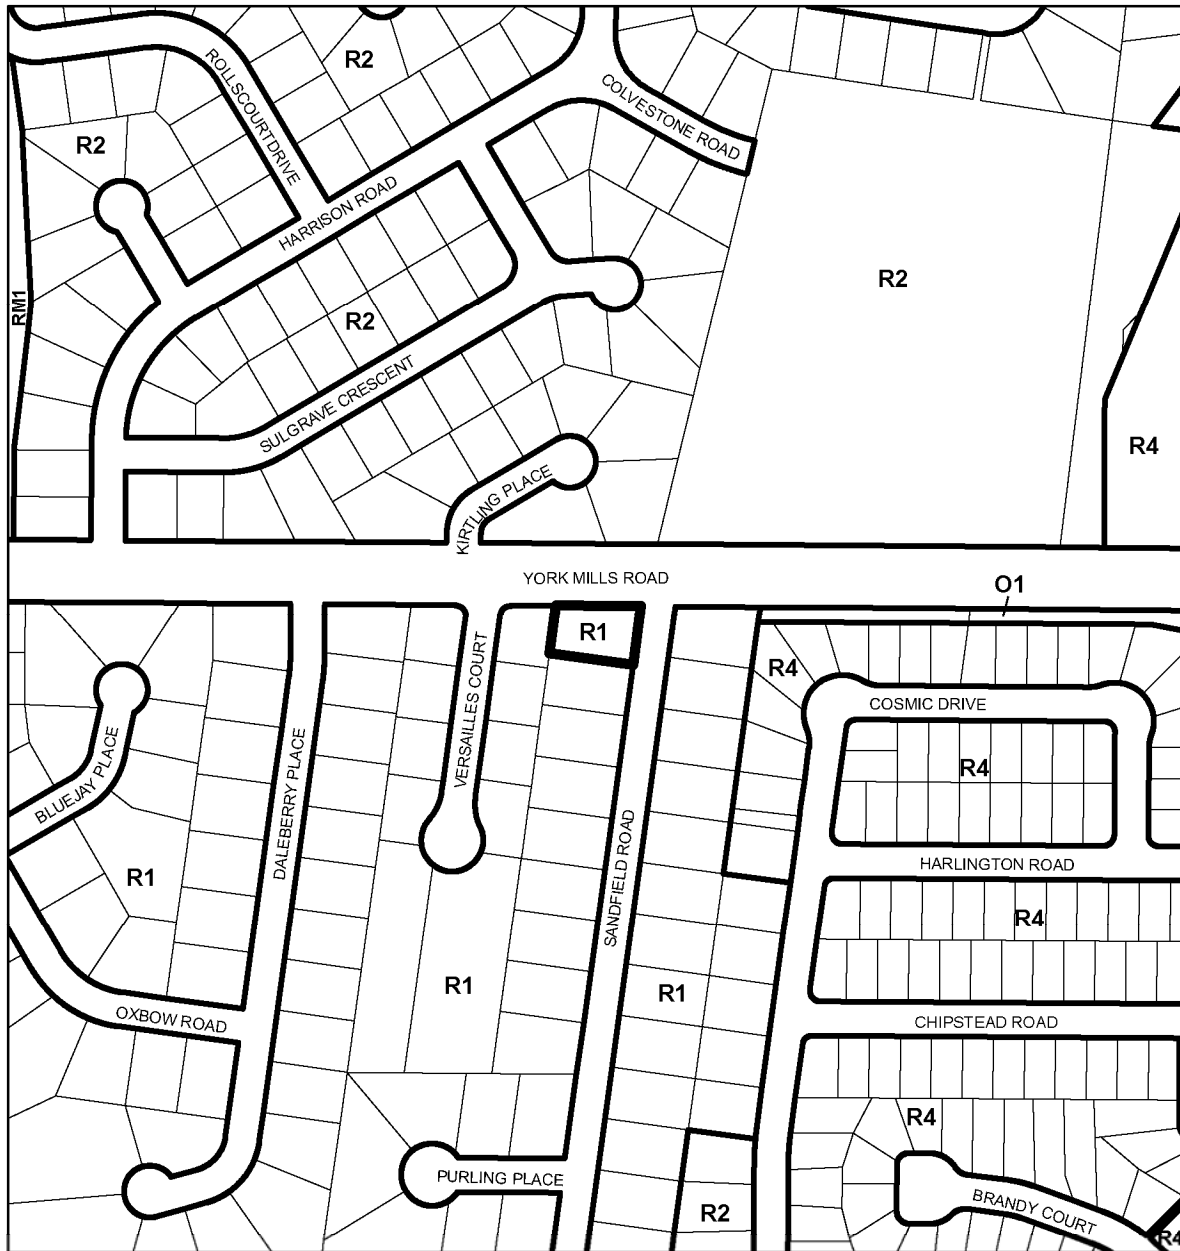 R2
ROLLSCOURTDRIVE
COLVESTONE ROAD
R2
HARRISON ROAD
R2
RM1
R2
SULGRAVE CRESCENT
R4
KIRTLING PLACE
YORK MILLS ROAD
O1
R1
R4
VERSAILLES COURT
COSMIC DRIVE
BLUEJAY PLACE
DALEBERRY PLACE
R4
SANDFIELD ROAD
HARLINGTON ROAD
R1
R4
R1
R1
OXBOW ROAD
CHIPSTEAD ROAD
R4
PURLING PLACE
BRANDY COURT
R2
R4